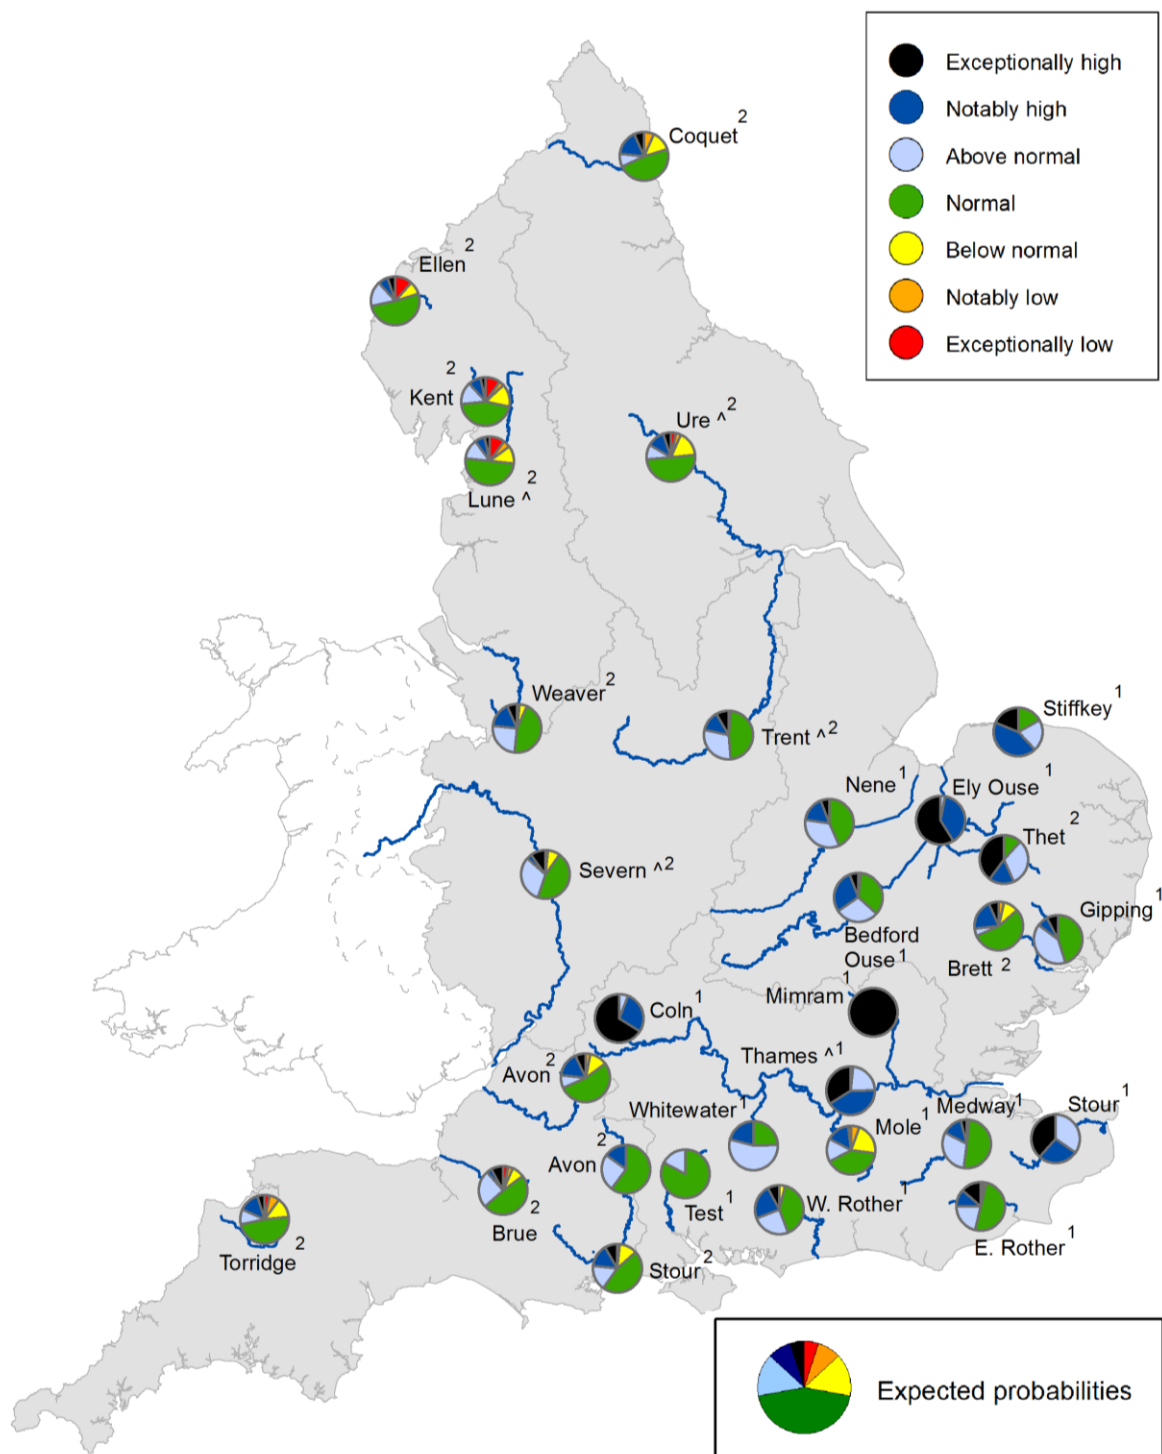 Exceptionally high
Notably high
Above normal
Normal
Below normal
Notably low
Exceptionally low
Coquet 2
Ellen 2
Kent 2
Lune ^ 2
Ure ^ 2
Weaver 2
Trent ^ 2
Stiffkey 1
Nene 1
Ely Ouse 1
Thet 2
Severn ^ 2
Gipping 1
Bedford
Ouse 1
Brett 2
Mimram 1
Coln 1
Thames ^ 1
Avon 2
Whitewater 1
Mole 1
Medway 1
Stour 1
Avon 2
Test 1
W. Rother 1
E. Rother 1
Brue 2
Torridge 2
Stour 2
Expected probabilities